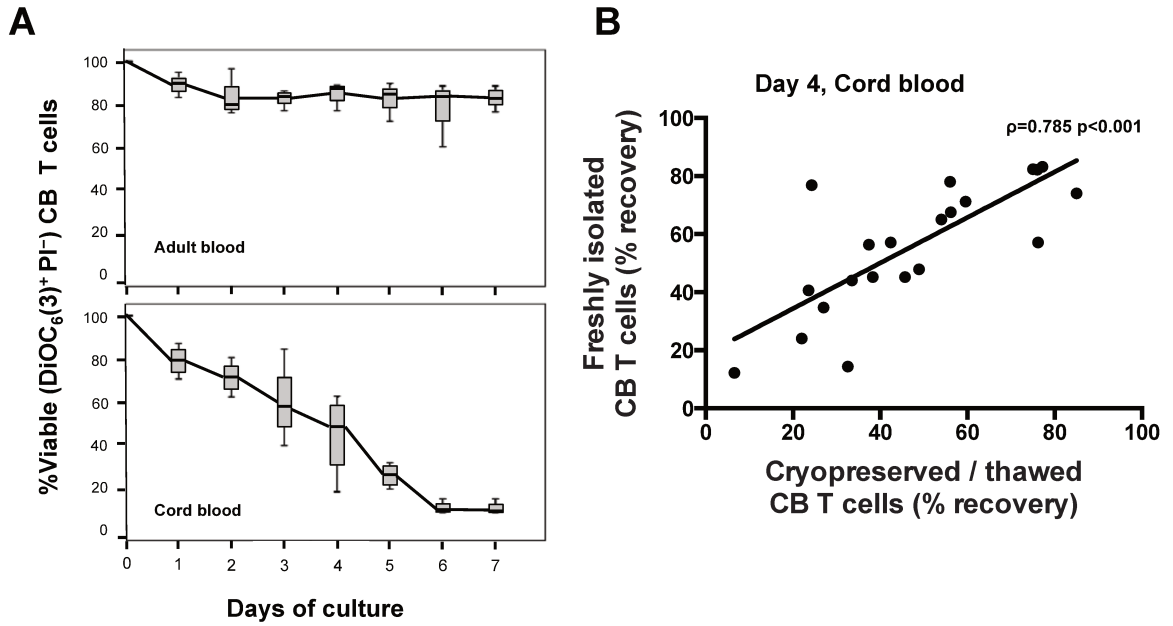 A
%Viable (DiOC6(3)+ PI−) CB T cells
100
80
60
40
20
0
Adult blood
100
80
60
40
20
0
Cord blood
0 1 2 3 4 5 6 7
Days of culture
B
Day 4, Cord blood
ρ=0.785 p<0.001
Freshly isolated
CB T cells (% recovery)
100
80
60
40
20
0
0 20 40 60 80 100
Cryopreserved / thawed
CB T cells (% recovery)